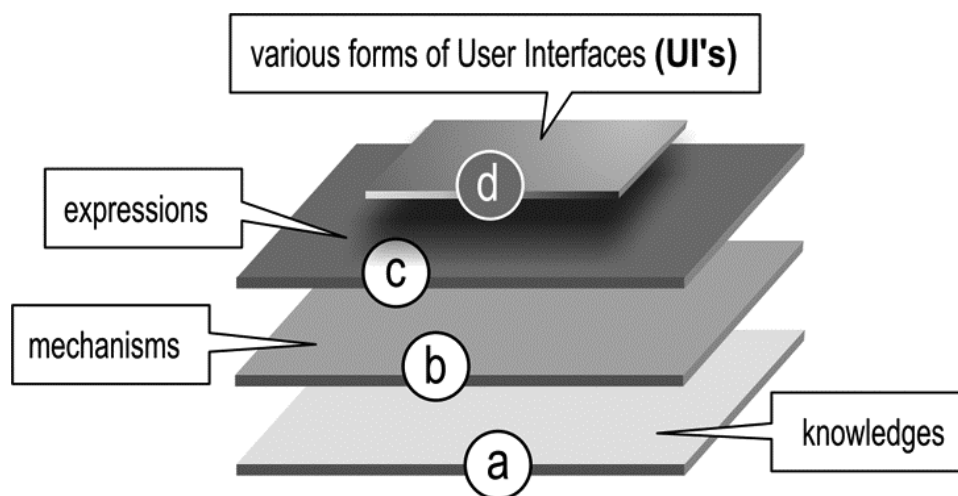 various forms of User Interfaces (UI's)
d
expressions
c
mechanisms
b
knowledges
a